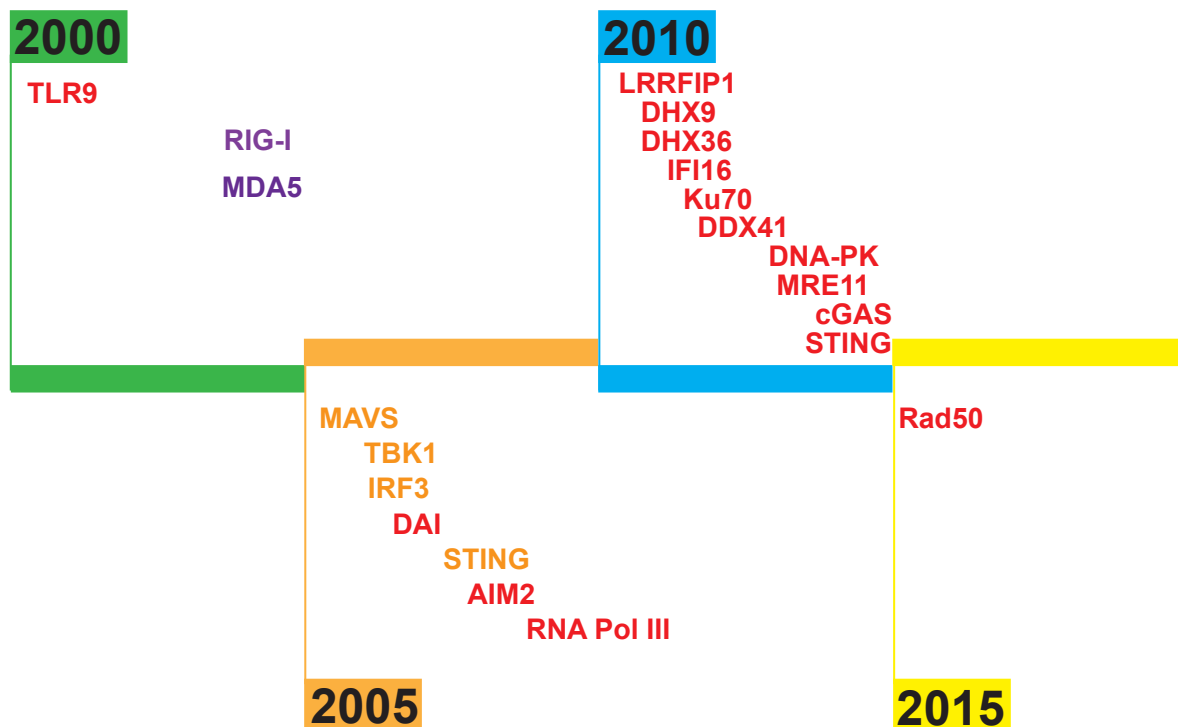 2000
TLR9
RIG-I
MDA5
2010
LRRFIP1
DHX9
DHX36
IFI16
Ku70
DDX41
DNA-PK
MRE11
cGAS
STING
MAVS
TBK1
IRF3
DAI
STING
AIM2
RNA Pol III
2005
Rad50
2015